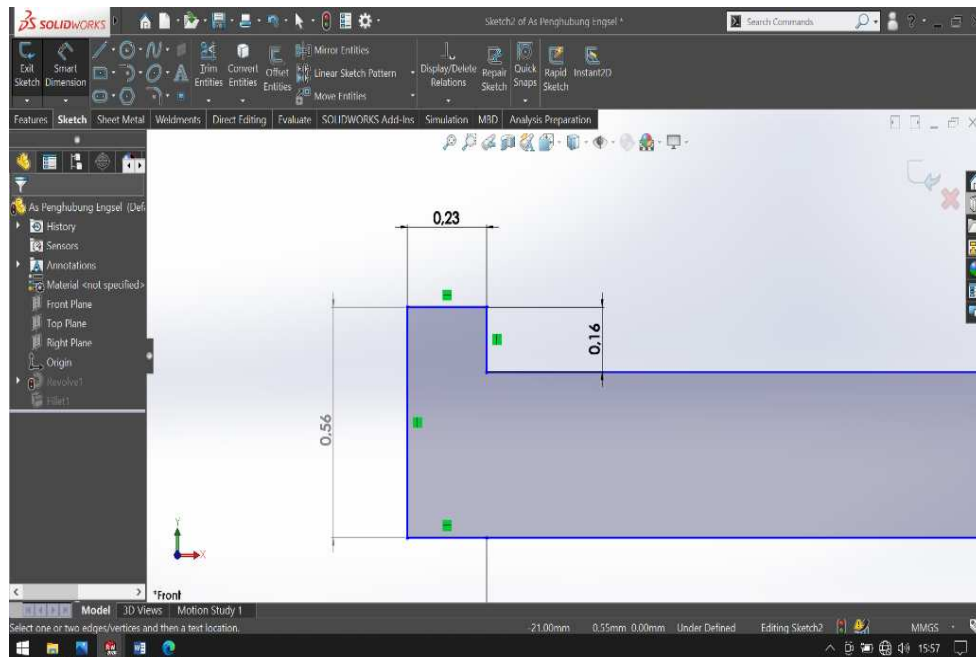 SOLIDWORKS
Sketch2 of As Penghubung Engsel *
Search Commands
Exit Sketch
Smart Dimension
Trim Entities
Convert Entities
Offset Entities
Mirror Entities
Linear Sketch Pattern
Move Entities
Display/Delete Relations
Repair Sketch
Quick Snaps
Rapid Sketch
Instant2D
Features Sketch Sheet Metal Weldments Direct Editing Evaluate SOLIDWORKS Add-Ins Simulation MBD Analysis Preparation
As Penghubung Engsel (Def
History
Sensors
Annotations
Material <not specified>
Front Plane
Top Plane
Right Plane
Origin
Revolve1
Fillet1
0,23
0,16
0,56
Y
X
*Front
Model 3D Views Motion Study 1
Select one or two edges/vertices and then a text location.
-21.00mm 0.55mm 0.00mm Under Defined Editing Sketch2 MMGS
15:57